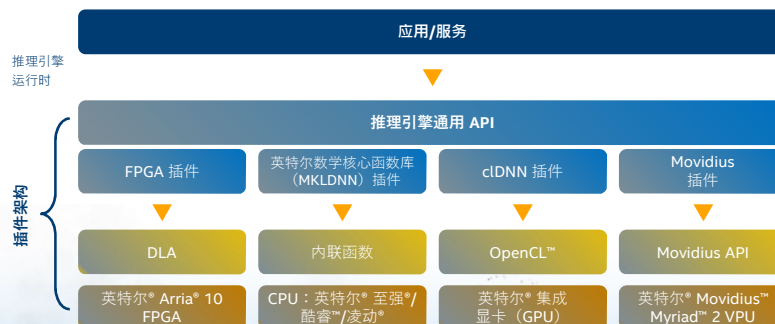 应用/服务
推理引擎
运行时
推理引擎通用 API
插件架构
FPGA 插件
英特尔数学核心函数库
（MKLDNN）插件
clDNN 插件
Movidius
插件
DLA
内联函数
OpenCL™
Movidius API
英特尔® Arria® 10
FPGA
CPU：英特尔® 至强®/
酷睿™/凌动®
英特尔® 集成
显卡（GPU）
英特尔® Movidius™
Myriad™ 2 VPU